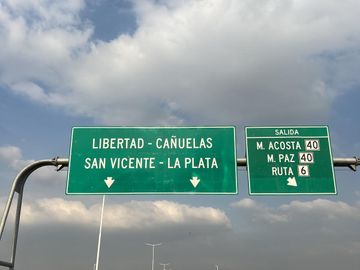 LIBERTAD - CAÑUELAS
SAN VICENTE - LA PLATA
SALIDA
M. ACOSTA 40
M. PAZ 40
RUTA 6